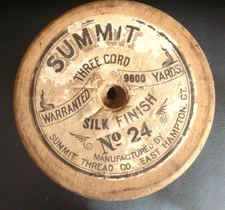 SUMMIT
THREE CORD
WARRANTED 9600 YARDS
SILK FINISH
No 24
MANUFACTURED BY
SUMMIT THREAD CO. EAST HAMPTON, CT.